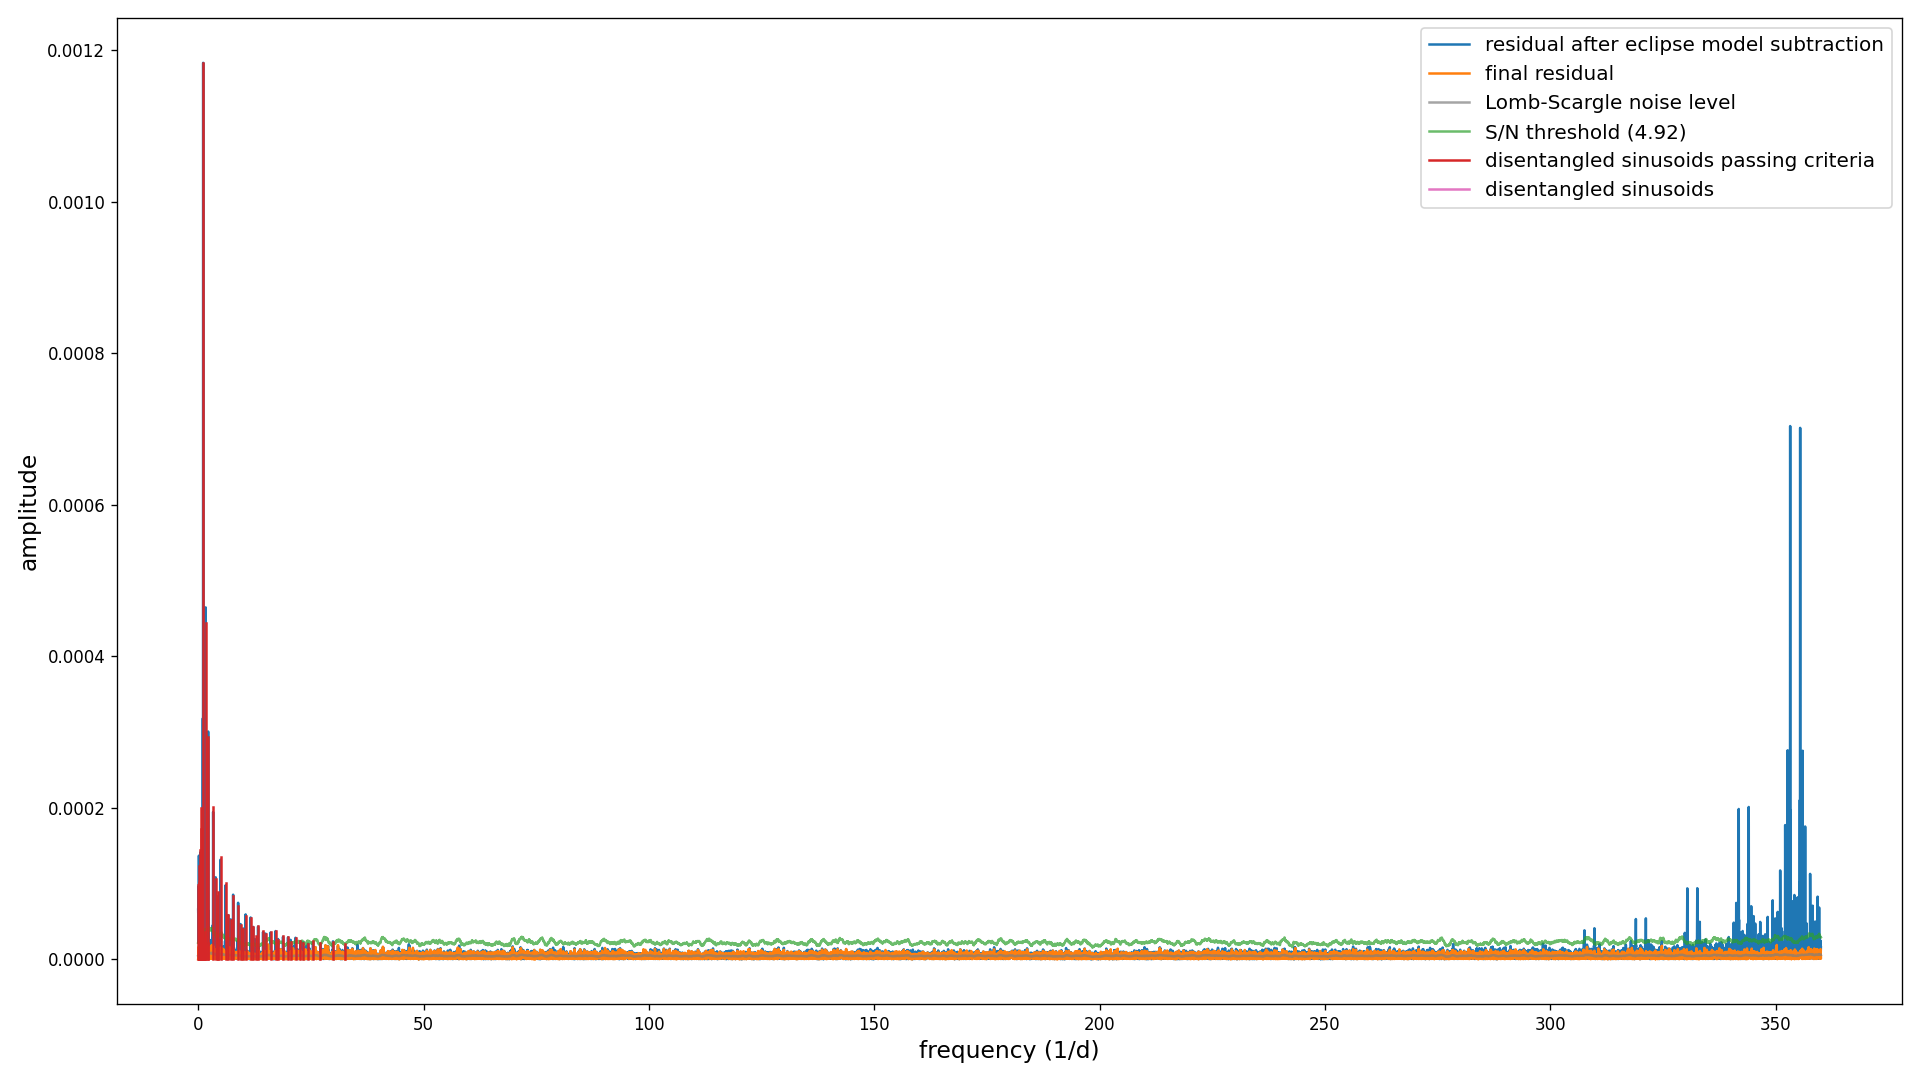 0.0012
0.0010
0.0008
0.0006
0.0004
0.0002
0.0000
amplitude
0 50 100 150 200 250 300 350
frequency (1/d)
residual after eclipse model subtraction
final residual
Lomb-Scargle noise level
S/N threshold (4.92)
disentangled sinusoids passing criteria
disentangled sinusoids